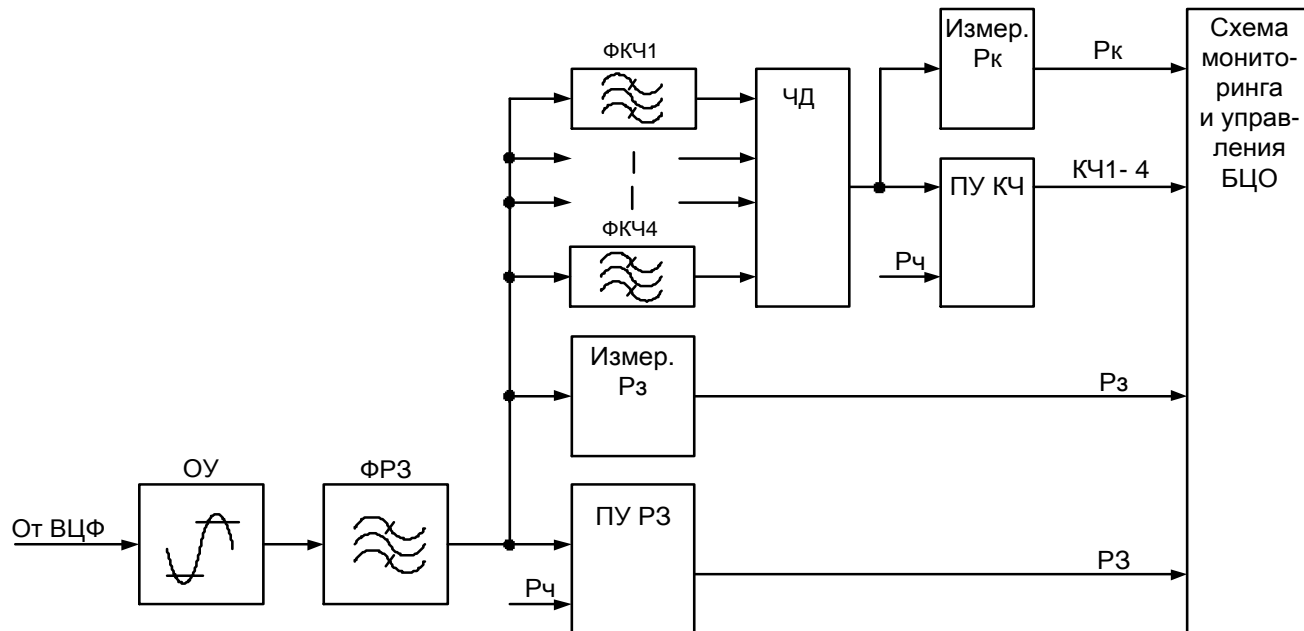 ФКЧ1
ЧД
Измер.
Рк
Рк
Схема
монито-
ринга
и управ-
ления
БЦО
ПУ КЧ
КЧ1- 4
ФКЧ4
Рч
Измер.
Рз
Рз
ОУ
ФРЗ
От ВЦФ
ПУ РЗ
Рч
РЗ